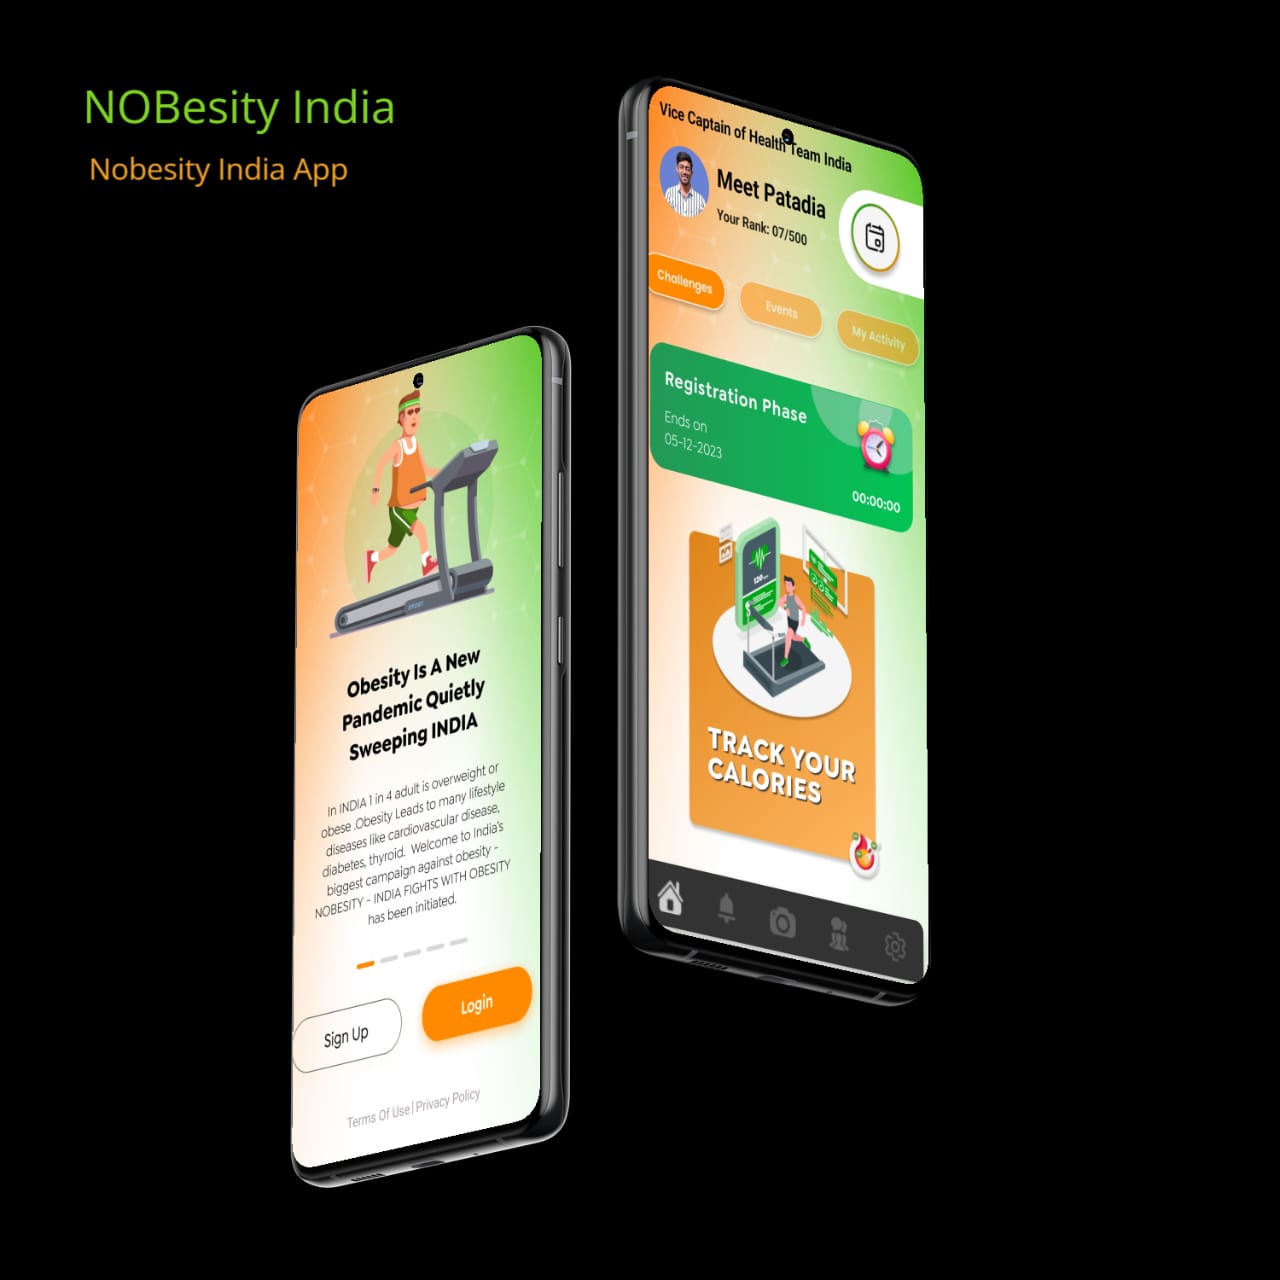 NOBesity India
Nobesity India App
Vice Captain of Health Team India
Meet Patadia
Your Rank: 07/500
Challenges
Events
My Activity
Registration Phase
Ends on
05-12-2023
00:00:00
120
TRACK YOUR
CALORIES
SPORT
Obesity Is A New
Pandemic Quietly
Sweeping INDIA
In INDIA 1 in 4 adult is overweight or
obese .Obesity Leads to many lifestyle
diseases like cardiovascular disease,
diabetes, thyroid. Welcome to India's
biggest campaign against obesity -
NOBESITY - INDIA FIGHTS WITH OBESITY
has been initiated.
Sign Up
Login
Terms Of Use | Privacy Policy